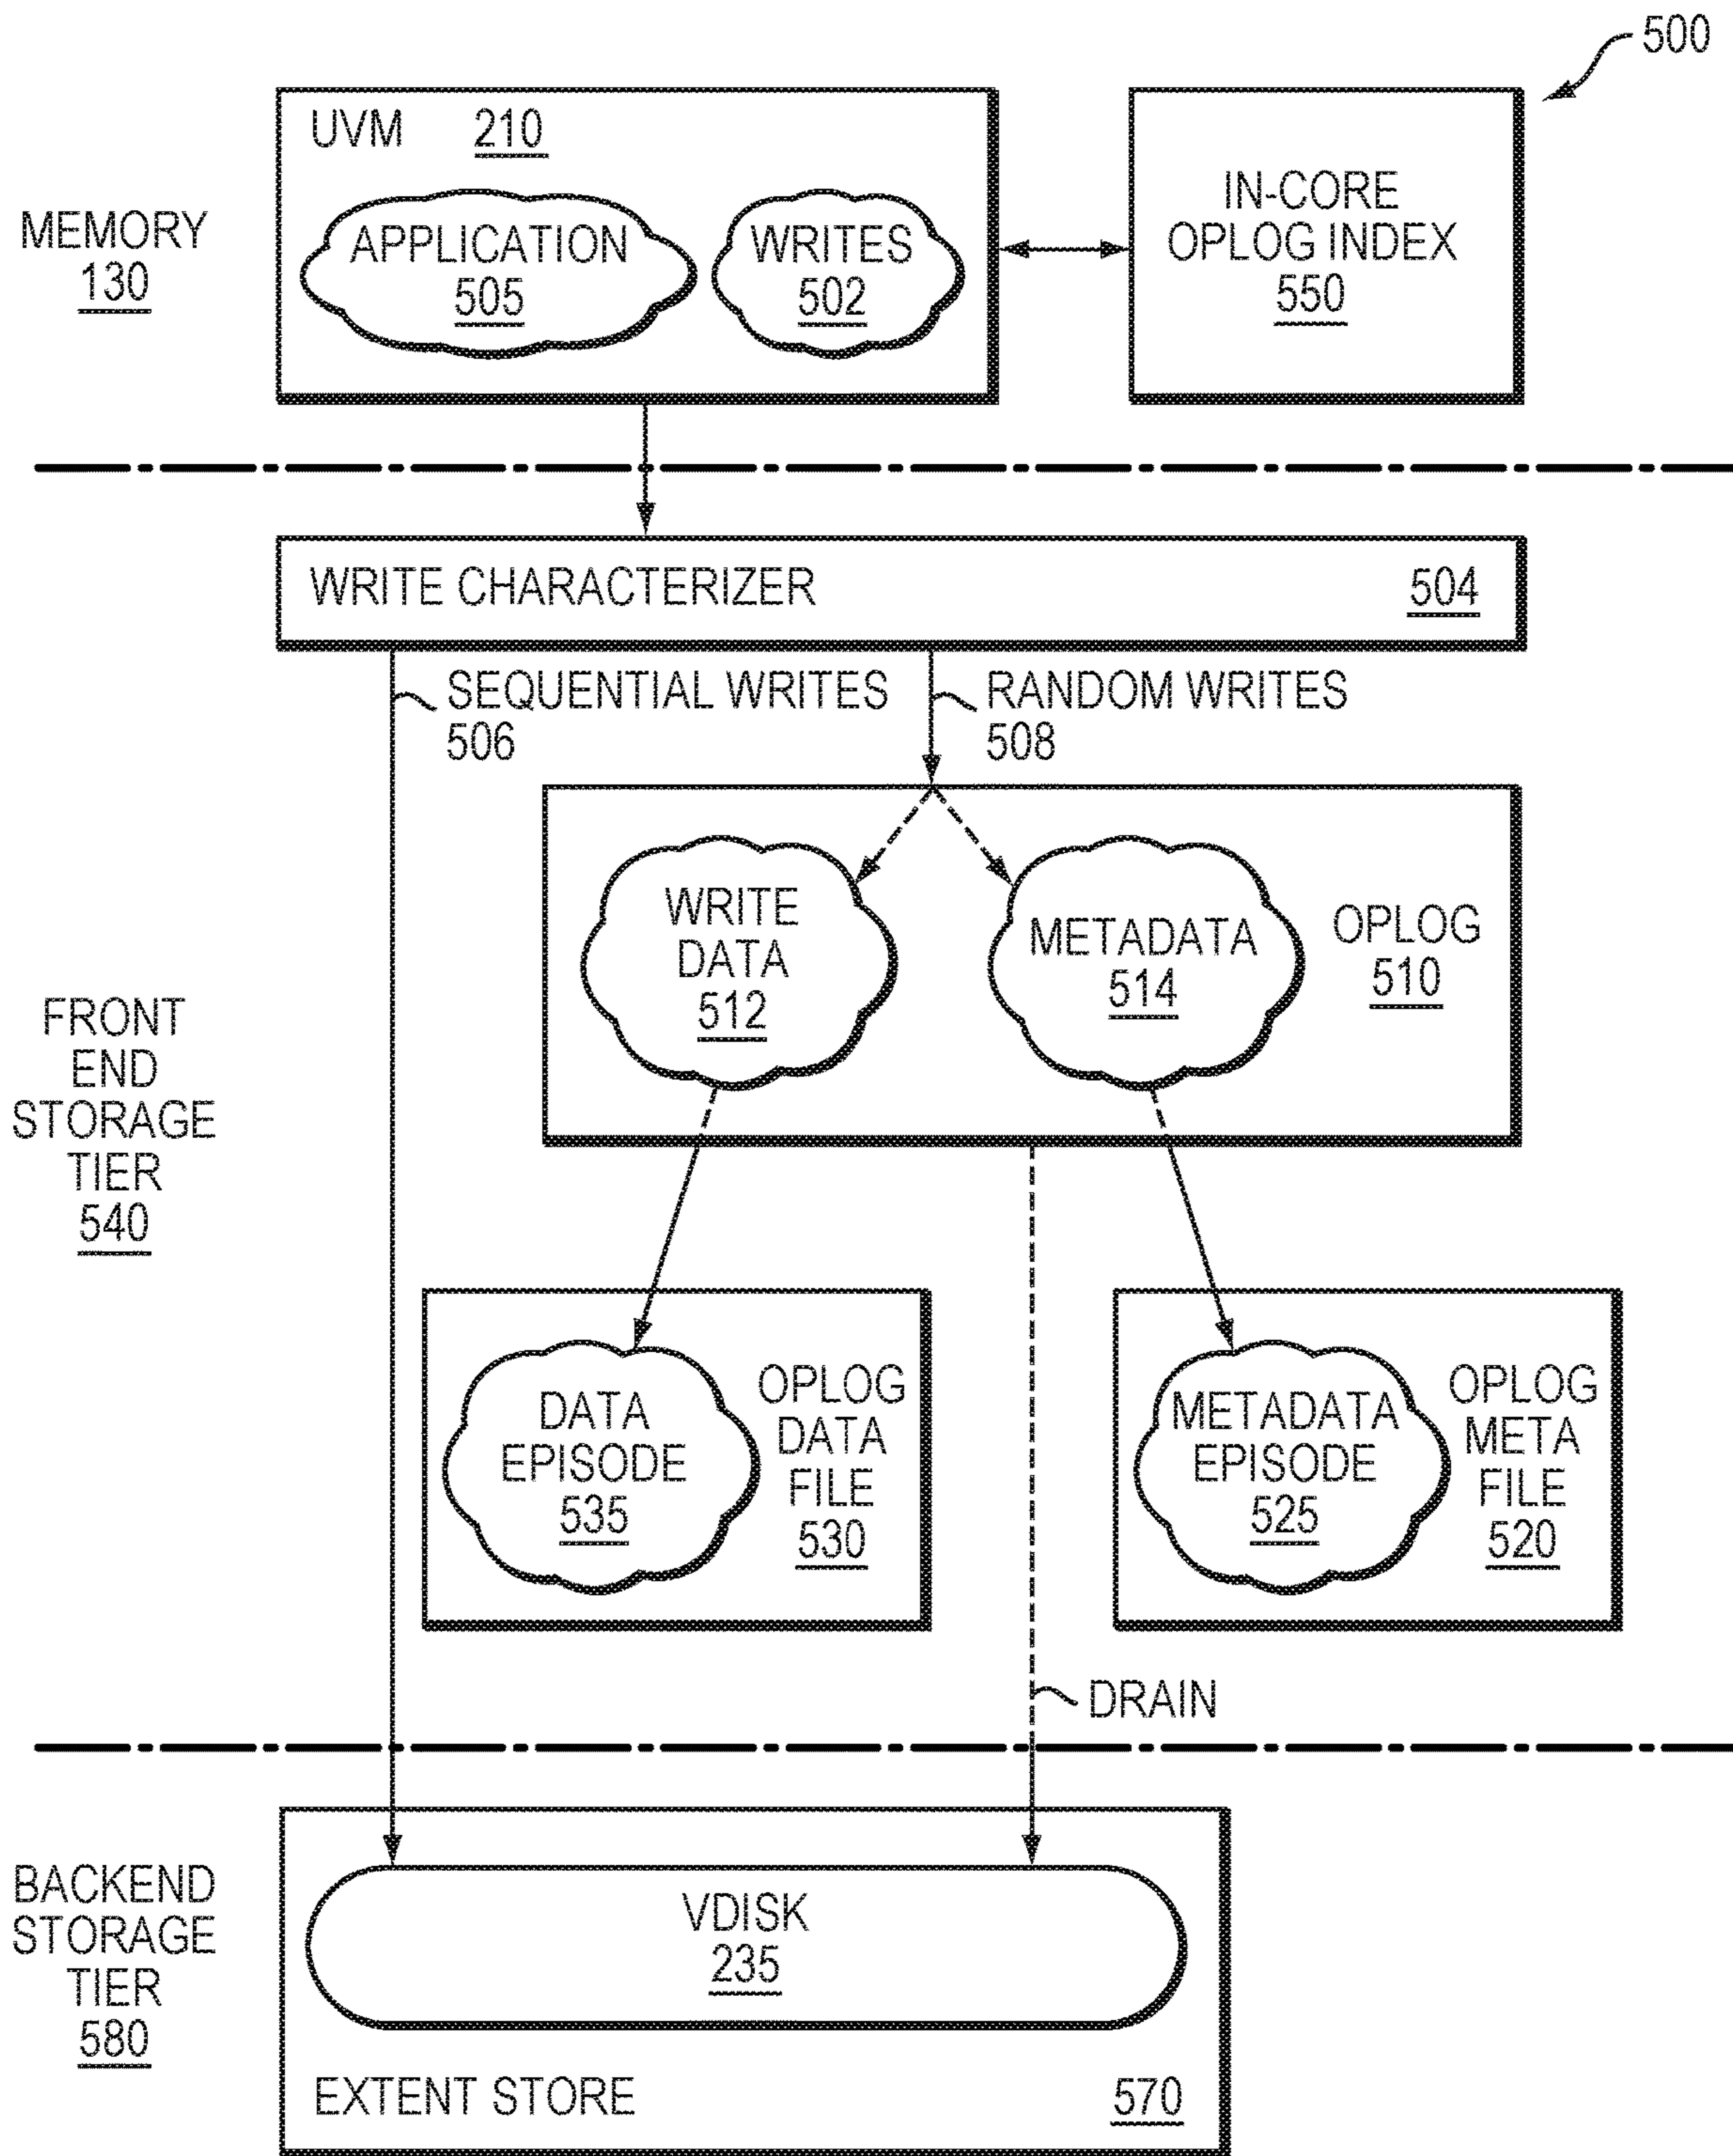 500
UVM 210
APPLICATION
505
WRITES
502
IN-CORE
OPLOG INDEX
550
MEMORY
130
WRITE CHARACTERIZER 504
SEQUENTIAL WRITES
506
RANDOM WRITES
508
WRITE
DATA
512
METADATA
514
OPLOG
510
FRONT
END
STORAGE
TIER
540
DATA
EPISODE
535
OPLOG
DATA
FILE
530
METADATA
EPISODE
525
OPLOG
META
FILE
520
DRAIN
BACKEND
STORAGE
TIER
580
VDISK
235
EXTENT STORE 570